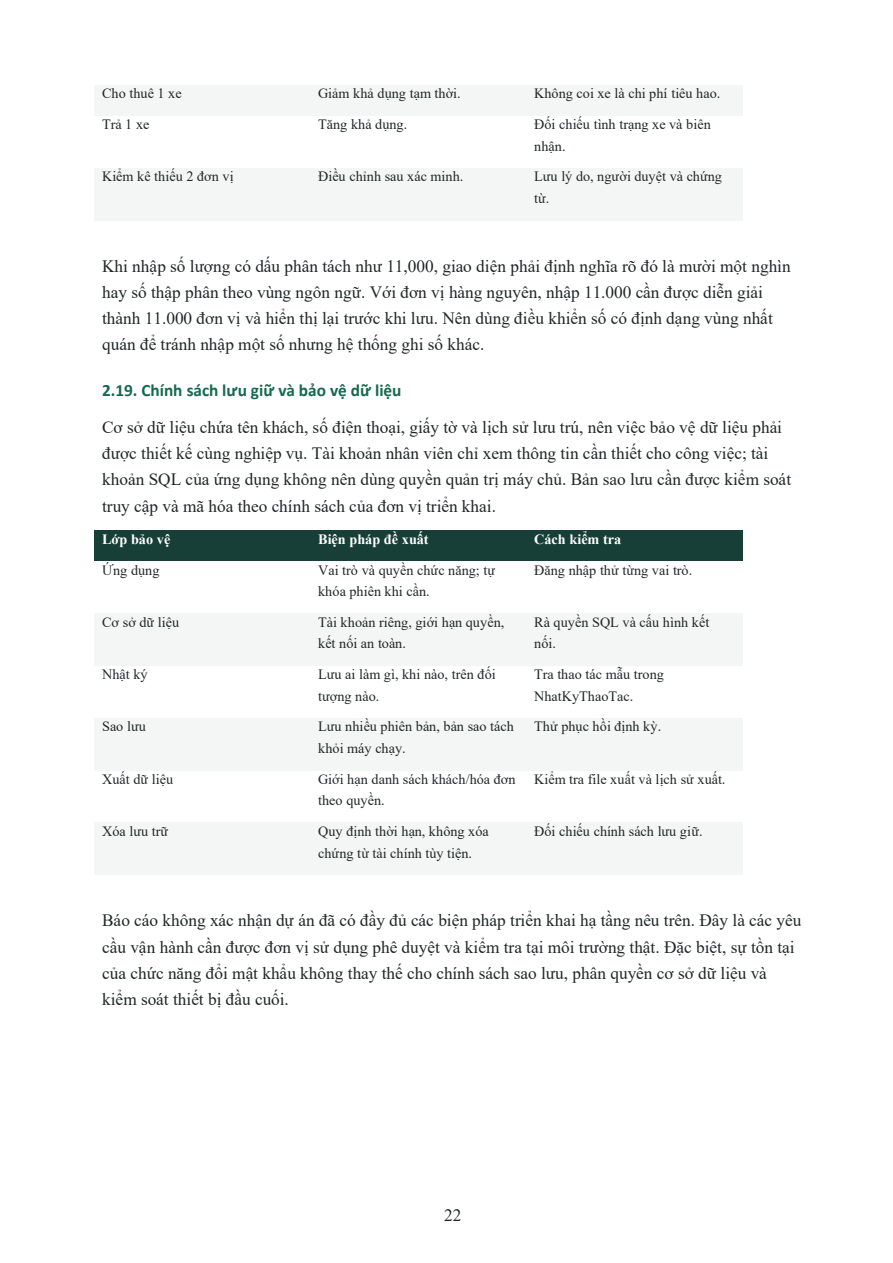 Cho thuê 1 xe Giảm khả dụng tạm thời. Không coi xe là chi phí tiêu hao.
Trả 1 xe Tăng khả dụng. Đối chiếu tình trạng xe và biên
nhận.
Kiểm kê thiếu 2 đơn vị Điều chỉnh sau xác minh. Lưu lý do, người duyệt và chứng
từ.
Khi nhập số lượng có dấu phân tách như 11,000, giao diện phải định nghĩa rõ đó là mười một nghìn
hay số thập phân theo vùng ngôn ngữ. Với đơn vị hàng nguyên, nhập 11.000 cần được diễn giải
thành 11.000 đơn vị và hiển thị lại trước khi lưu. Nên dùng điều khiển số có định dạng vùng nhất
quán để tránh nhập một số nhưng hệ thống ghi số khác.
2.19. Chính sách lưu giữ và bảo vệ dữ liệu
Cơ sở dữ liệu chứa tên khách, số điện thoại, giấy tờ và lịch sử lưu trú, nên việc bảo vệ dữ liệu phải
được thiết kế cùng nghiệp vụ. Tài khoản nhân viên chỉ xem thông tin cần thiết cho công việc; tài
khoản SQL của ứng dụng không nên dùng quyền quản trị máy chủ. Bản sao lưu cần được kiểm soát
truy cập và mã hóa theo chính sách của đơn vị triển khai.
Lớp bảo vệ Biện pháp đề xuất Cách kiểm tra
Ứng dụng Vai trò và quyền chức năng; tự Đăng nhập thử từng vai trò.
khóa phiên khi cần.
Cơ sở dữ liệu Tài khoản riêng, giới hạn quyền, Rà quyền SQL và cấu hình kết
kết nối an toàn. nối.
Nhật ký Lưu ai làm gì, khi nào, trên đối Tra thao tác mẫu trong
tượng nào. NhatKyThaoTac.
Sao lưu Lưu nhiều phiên bản, bản sao tách Thử phục hồi định kỳ.
khỏi máy chạy.
Xuất dữ liệu Giới hạn danh sách khách/hóa đơn Kiểm tra file xuất và lịch sử xuất.
theo quyền.
Xóa lưu trữ Quy định thời hạn, không xóa Đối chiếu chính sách lưu giữ.
chứng từ tài chính tùy tiện.
Báo cáo không xác nhận dự án đã có đầy đủ các biện pháp triển khai hạ tầng nêu trên. Đây là các yêu
cầu vận hành cần được đơn vị sử dụng phê duyệt và kiểm tra tại môi trường thật. Đặc biệt, sự tồn tại
của chức năng đổi mật khẩu không thay thế cho chính sách sao lưu, phân quyền cơ sở dữ liệu và
kiểm soát thiết bị đầu cuối.
22